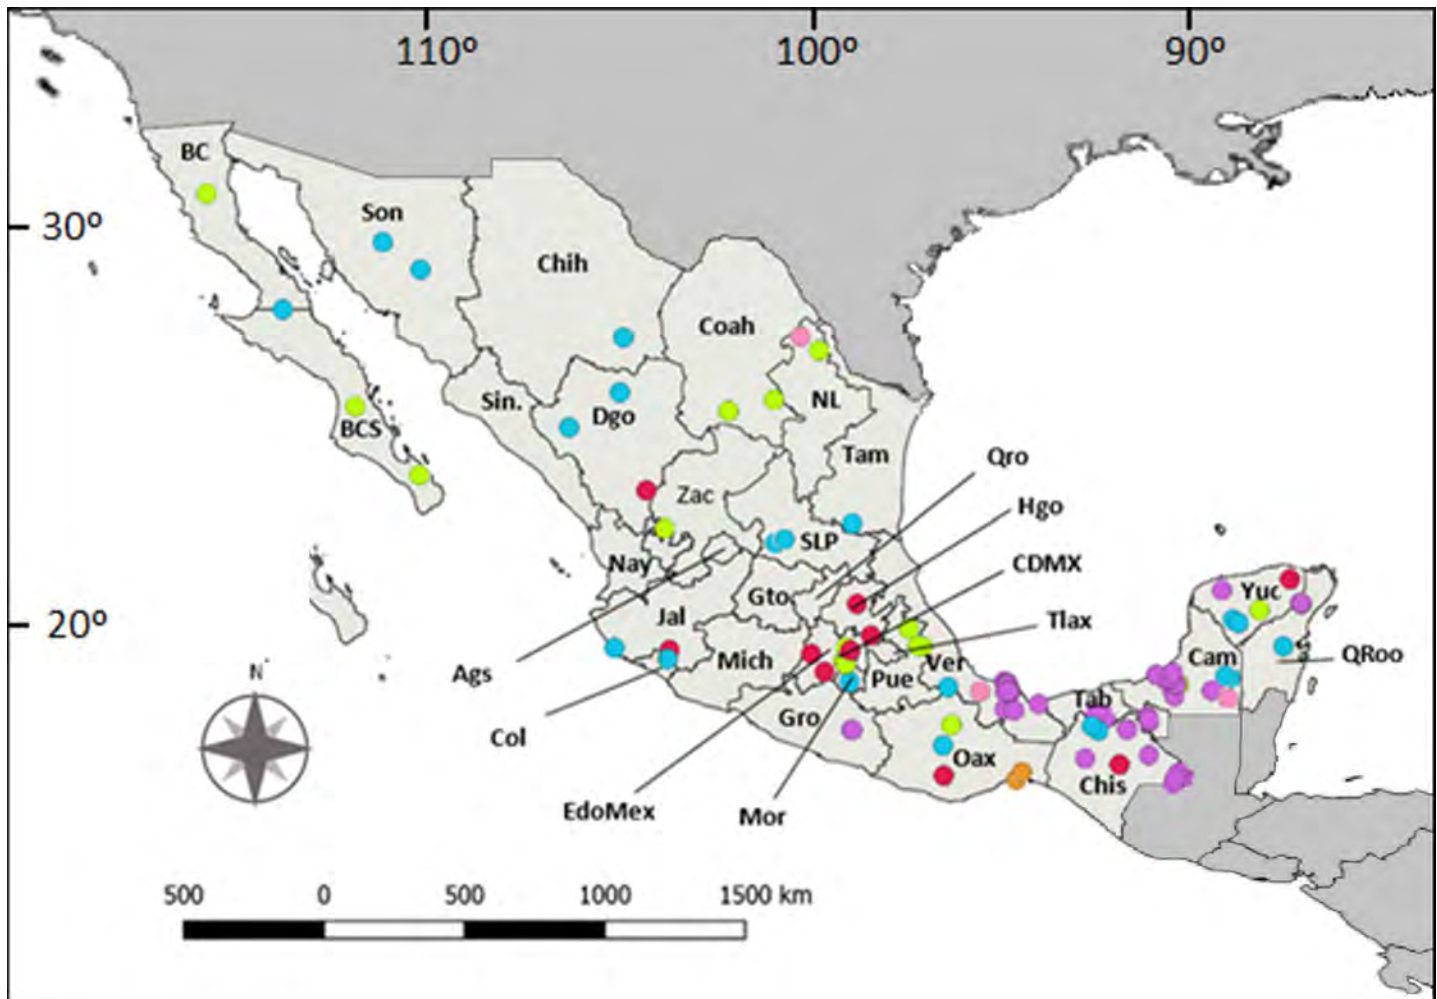 110º 100º 90º
30º
20º
BC
Son
Chih
Coah
BCS
Sin.
Dgo
NL
Tam
Zac
Qro
Hgo
SLP
CDMX
Nay
Gto
Tlax
Jal
Yuc
Ags
Mich
Ver
Cam
QRoo
Pue
Col
Gro
Tab
Oax
Chis
EdoMex
Mor
N
500 0 500 1000 1500 km